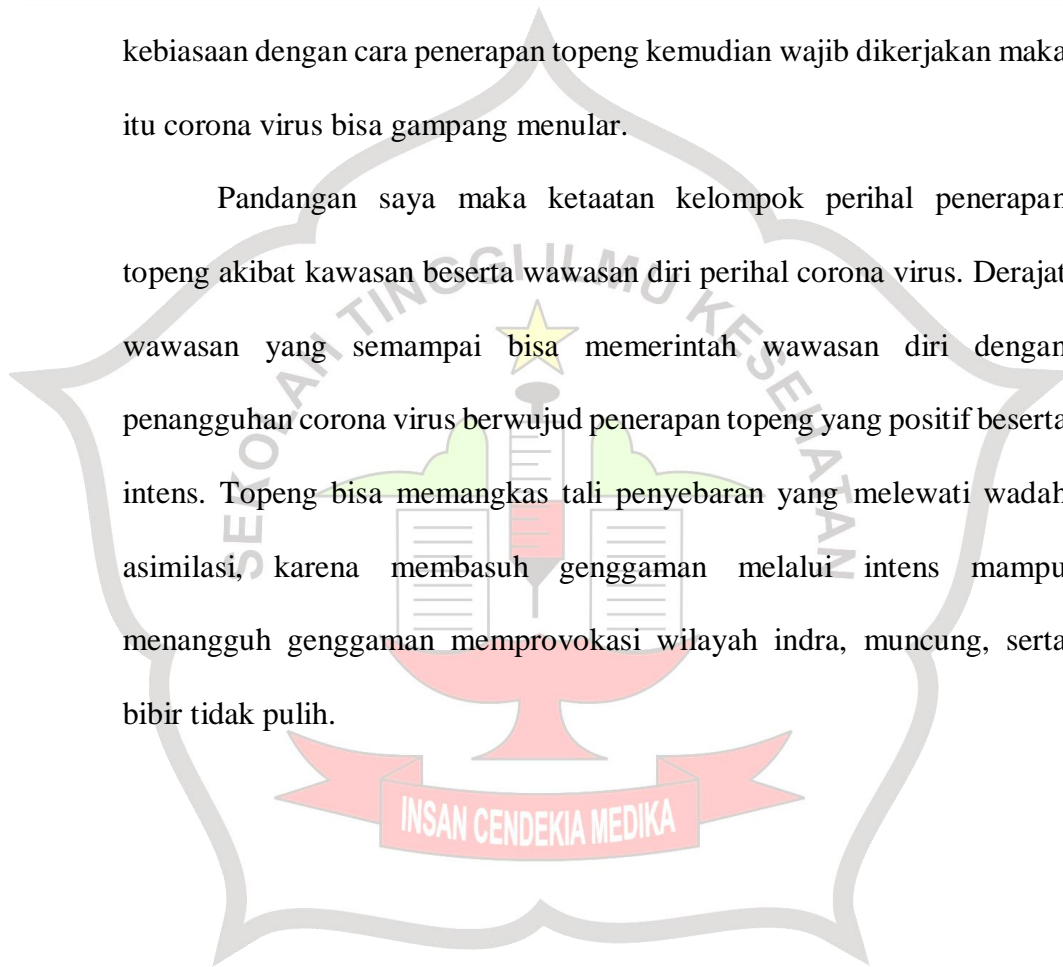 kebiasaan dengan cara penerapan topeng kemudian wajib dikerjakan maka
itu corona virus bisa gampang menular.
Pandangan saya maka ketaatan kelompok perihal penerapan
topeng akibat kawasan beserta wawasan diri perihal corona virus. Derajat
wawasan yang semampai bisa memerintah wawasan diri dengan
penangguhan corona virus berwujud penerapan topeng yang positif beserta
intens. Topeng bisa memangkas tali penyebaran yang melewati wadah
asimilasi, karena membasuh genggaman melalui intens mampu
menangguh genggaman memprovokasi wilayah indra, muncung, serta
bibir tidak pulih.
SEKOLAH TINGGI ILMU KESEHATAN
INSAN CENDEKIA MEDIKA